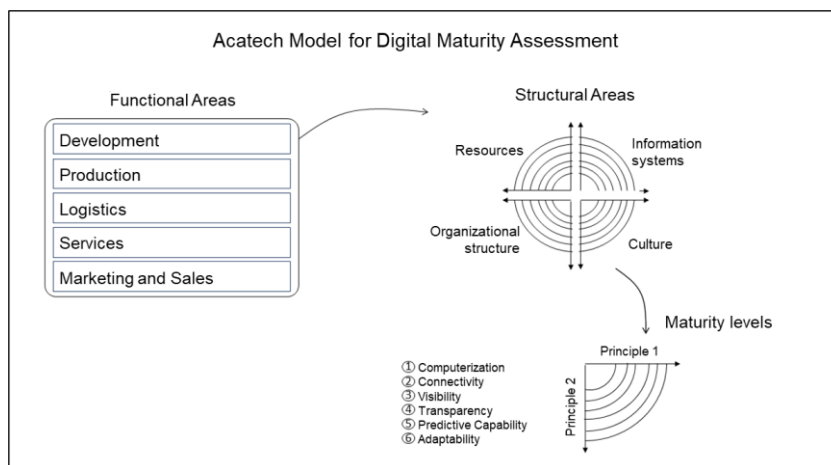 Acatech Model for Digital Maturity Assessment
Functional Areas
Development
Production
Logistics
Services
Marketing and Sales
Structural Areas
Resources
Information
systems
Organizational
structure
Culture
Maturity levels
Principle 1
Principle 2
① Computerization
② Connectivity
③ Visibility
④ Transparency
⑤ Predictive Capability
⑥ Adaptability